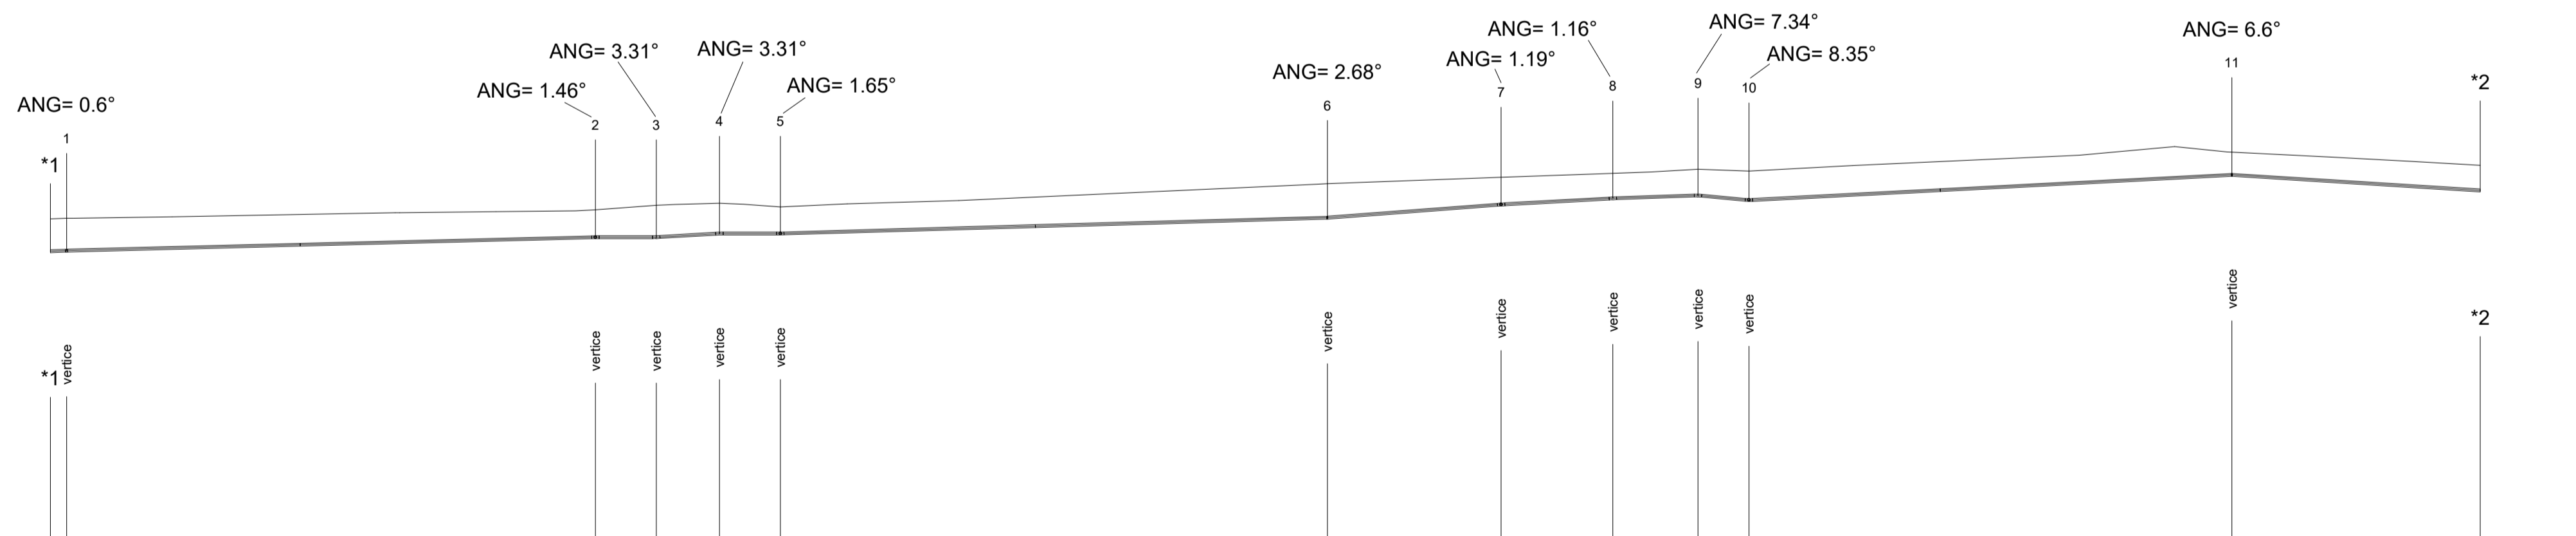 ANG= 0.6°
ANG= 1.46°
ANG= 3.31°
ANG= 3.31°
ANG= 1.65°
ANG= 2.68°
ANG= 1.19°
ANG= 1.16°
ANG= 7.34°
ANG= 8.35°
ANG= 6.6°
*1
1
2
3
4
5
6
7
8
9
10
11
*2
*1
vertice
vertice
vertice
vertice
vertice
vertice
vertice
vertice
vertice
vertice
vertice
*2